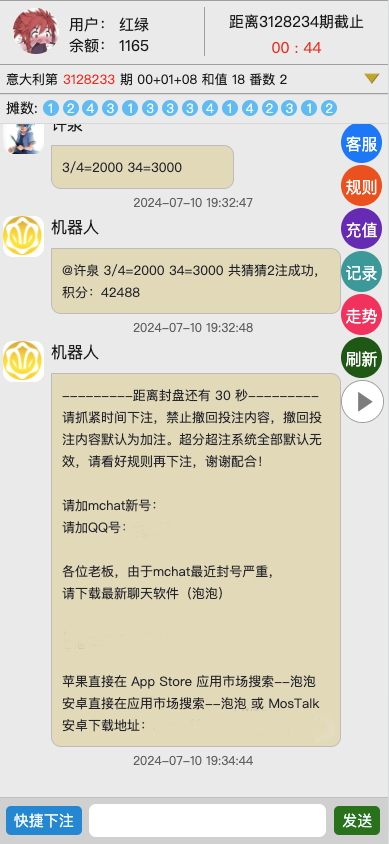 用户： 红绿
余额： 1165
距离3128234期截止
00 : 44
意大利第 3128233 期 00+01+08 和值 18 番数 2
摊数: 1 2 4 3 1 3 3 3 4 1 4 2 3 1 2
许泉
3/4=2000 34=3000
2024-07-10 19:32:47
机器人
@许泉 3/4=2000 34=3000 共猜猜2注成功，
积分：42488
2024-07-10 19:32:48
机器人
---------距离封盘还有 30 秒---------
请抓紧时间下注，禁止撤回投注内容，撤回投
注内容默认为加注。超分超注系统全部默认无
效，请看好规则再下注，谢谢配合！
请加mchat新号：
请加QQ号：
各位老板，由于mchat最近封号严重，
请下载最新聊天软件（泡泡）
苹果直接在 App Store 应用市场搜索--泡泡
安卓直接在应用市场搜索--泡泡 或 MosTalk
安卓下载地址：
2024-07-10 19:34:44
客服
规则
充值
记录
走势
刷新
快捷下注
发送